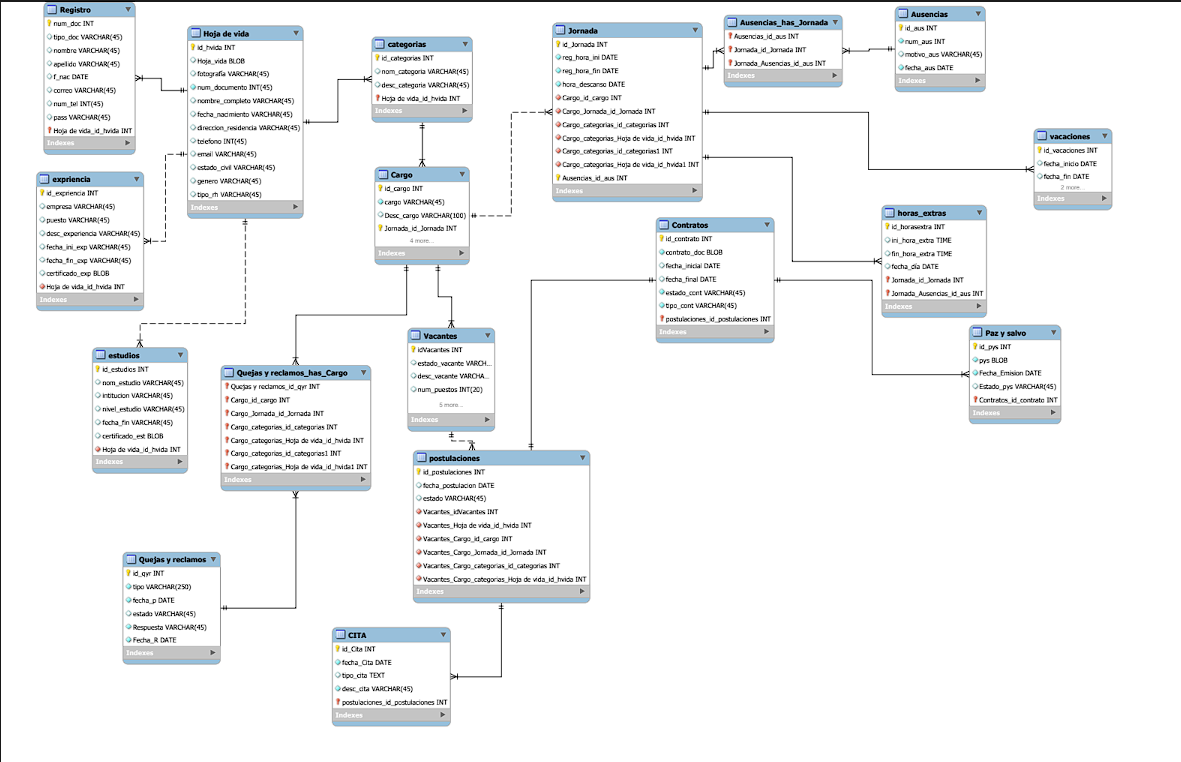 Registro
num_doc INT
tipo_doc VARCHAR(45)
nombre VARCHAR(45)
apellido VARCHAR(45)
f_nac DATE
correo VARCHAR(45)
num_tel INT(45)
pass VARCHAR(45)
Hoja de vida_id_hvida INT
Indexes
Hoja de vida
id_hvida INT
Hoja_vida BLOB
fotografia VARCHAR(45)
num_documento INT(45)
nombre_completo VARCHAR(45)
fecha_nacimiento VARCHAR(45)
direccion_residencia VARCHAR(45)
telefono INT(45)
email VARCHAR(45)
estado_civil VARCHAR(45)
genero VARCHAR(45)
tipo_rh VARCHAR(45)
Indexes
categorias
id_categorias INT
nom_categoria VARCHAR(45)
desc_categoria VARCHAR(45)
Hoja de vida_id_hvida INT
Indexes
Jornada
id_Jornada INT
reg_hora_ini DATE
reg_hora_fin DATE
hora_descanso DATE
Cargo_id_cargo INT
Cargo_Jornada_id_Jornada INT
Cargo_categorias_id_categorias INT
Cargo_categorias_Hoja de vida_id_hvida INT
Cargo_categorias_id_categorias1 INT
Cargo_categorias_Hoja de vida_id_hvida1 INT
Ausencias_id_aus INT
Indexes
Ausencias_has_Jornada
Ausencias_id_aus INT
Jornada_id_Jornada INT
Jornada_Ausencias_id_aus INT
Indexes
Ausencias
id_aus INT
num_aus INT
motivo_aus VARCHAR(45)
fecha_aus DATE
Indexes
vacaciones
id_vacaciones INT
fecha_inicio DATE
fecha_fin DATE
2 more...
Indexes
expriencia
id_expriencia INT
empresa VARCHAR(45)
puesto VARCHAR(45)
desc_experiencia VARCHAR(45)
fecha_ini_exp VARCHAR(45)
fecha_fin_exp VARCHAR(45)
certificado_exp BLOB
Hoja de vida_id_hvida INT
Indexes
Cargo
id_cargo INT
cargo VARCHAR(45)
Desc_cargo VARCHAR(100)
Jornada_id_Jornada INT
4 more...
Indexes
Contratos
id_contrato INT
contrato_doc BLOB
fecha_inicial DATE
fecha_final DATE
estado_cont VARCHAR(45)
tipo_cont VARCHAR(45)
postulaciones_id_postulaciones INT
Indexes
horas_extras
id_horasextra INT
ini_hora_extra TIME
fin_hora_extra TIME
fecha_dia DATE
Jornada_id_Jornada INT
Jornada_Ausencias_id_aus INT
Indexes
Paz y salvo
id_pys INT
pys BLOB
Fecha_Emision DATE
Estado_pys VARCHAR(45)
Contratos_id_contrato INT
Indexes
estudios
id_estudios INT
nom_estudio VARCHAR(45)
intitucion VARCHAR(45)
nivel_estudio VARCHAR(45)
fecha_fin VARCHAR(45)
certificado_est BLOB
Hoja de vida_id_hvida INT
Indexes
Quejas y reclamos_has_Cargo
Quejas y reclamos_id_qyr INT
Cargo_id_cargo INT
Cargo_Jornada_id_Jornada INT
Cargo_categorias_id_categorias INT
Cargo_categorias_Hoja de vida_id_hvida INT
Cargo_categorias_id_categorias1 INT
Cargo_categorias_Hoja de vida_id_hvida1 INT
Indexes
Vacantes
idVacantes INT
estado_vacante VARCH...
desc_vacante VARCHA...
num_puestos INT(20)
5 more...
Indexes
postulaciones
id_postulaciones INT
fecha_postulacion DATE
estado VARCHAR(45)
Vacantes_idVacantes INT
Vacantes_Hoja de vida_id_hvida INT
Vacantes_Cargo_id_cargo INT
Vacantes_Cargo_Jornada_id_Jornada INT
Vacantes_Cargo_categorias_id_categorias INT
Vacantes_Cargo_categorias_Hoja de vida_id_hvida INT
Indexes
Quejas y reclamos
id_qyr INT
tipo VARCHAR(250)
fecha_p DATE
estado VARCHAR(45)
Respuesta VARCHAR(45)
Fecha_R DATE
Indexes
CITA
id_Cita INT
fecha_Cita DATE
tipo_cita TEXT
desc_cita VARCHAR(45)
postulaciones_id_postulaciones INT
Indexes